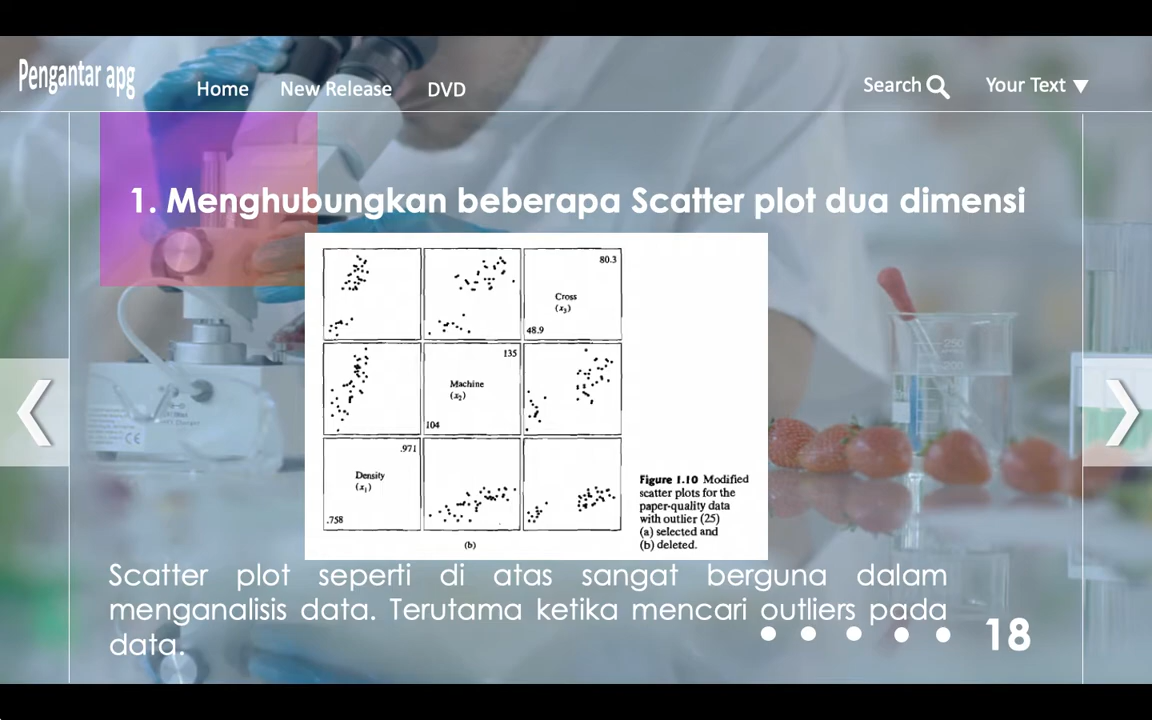 Pengantar apg
Home New Release DVD
Search Your Text
1. Menghubungkan beberapa Scatter plot dua dimensi
80.3
Cross
(x₃)
48.9
135
Machine
(x₂)
104
.971
Density
(x₁)
.758
(b)
Figure 1.10 Modified
scatter plots for the
paper-quality data
with outlier (25)
(a) selected and
(b) deleted.
Scatter plot seperti di atas sangat berguna dalam
menganalisis data. Terutama ketika mencari outliers pada
data.
18